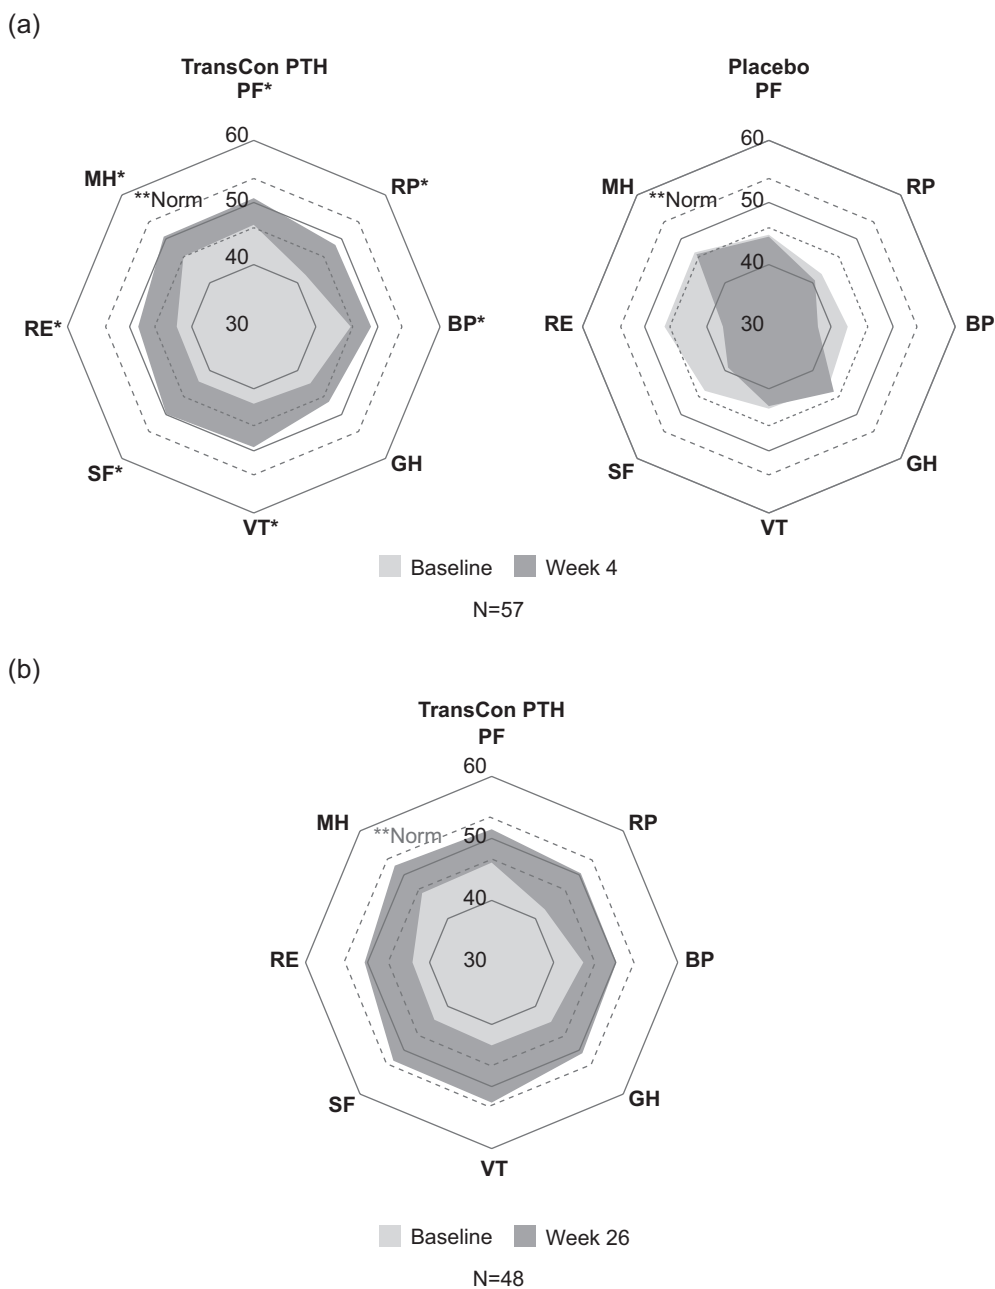 (a)
TransCon PTH
PF*
60
MH*
**Norm
RP*
50
40
RE*
30
BP*
SF*
GH
VT*
Placebo
PF
60
MH
**Norm
RP
50
40
RE
30
BP
SF
GH
VT
Baseline Week 4
N=57
(b)
TransCon PTH
PF
60
MH
**Norm
RP
50
40
RE
30
BP
SF
GH
VT
Baseline Week 26
N=48